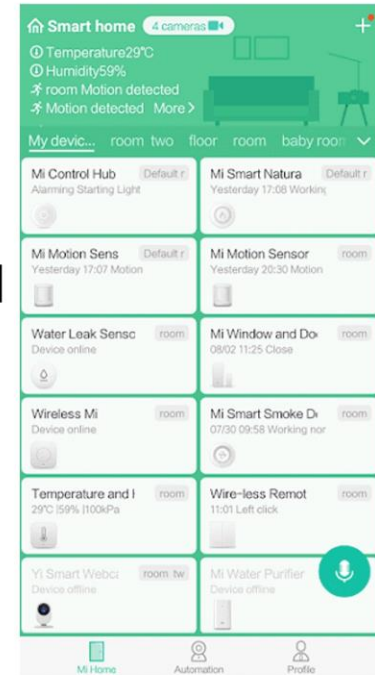 Smart home 4 cameras
Temperature29℃
Humidity59%
room Motion detected
Motion detected More >
My devic... room two floor room baby room
Mi Control Hub Default r
Alarming Starting Light
Mi Smart Natura Default r
Yesterday 17:08 Working
Mi Motion Sens Default r
Yesterday 17:07 Motion
Mi Motion Sensor room
Yesterday 20:30 Motion
Water Leak Sensc room
Device online
Mi Window and Do room
08/02 11:25 Close
Wireless Mi room
Device online
Mi Smart Smoke D room
07/30 09:58 Working nor
Temperature and H room
29℃ |59% |100kPa
Wire-less Remot room
11:01 Left click
Yi Smart Webca room tw
Device offline
Mi Water Purifier
Device offline
Mi Home Automation Profile